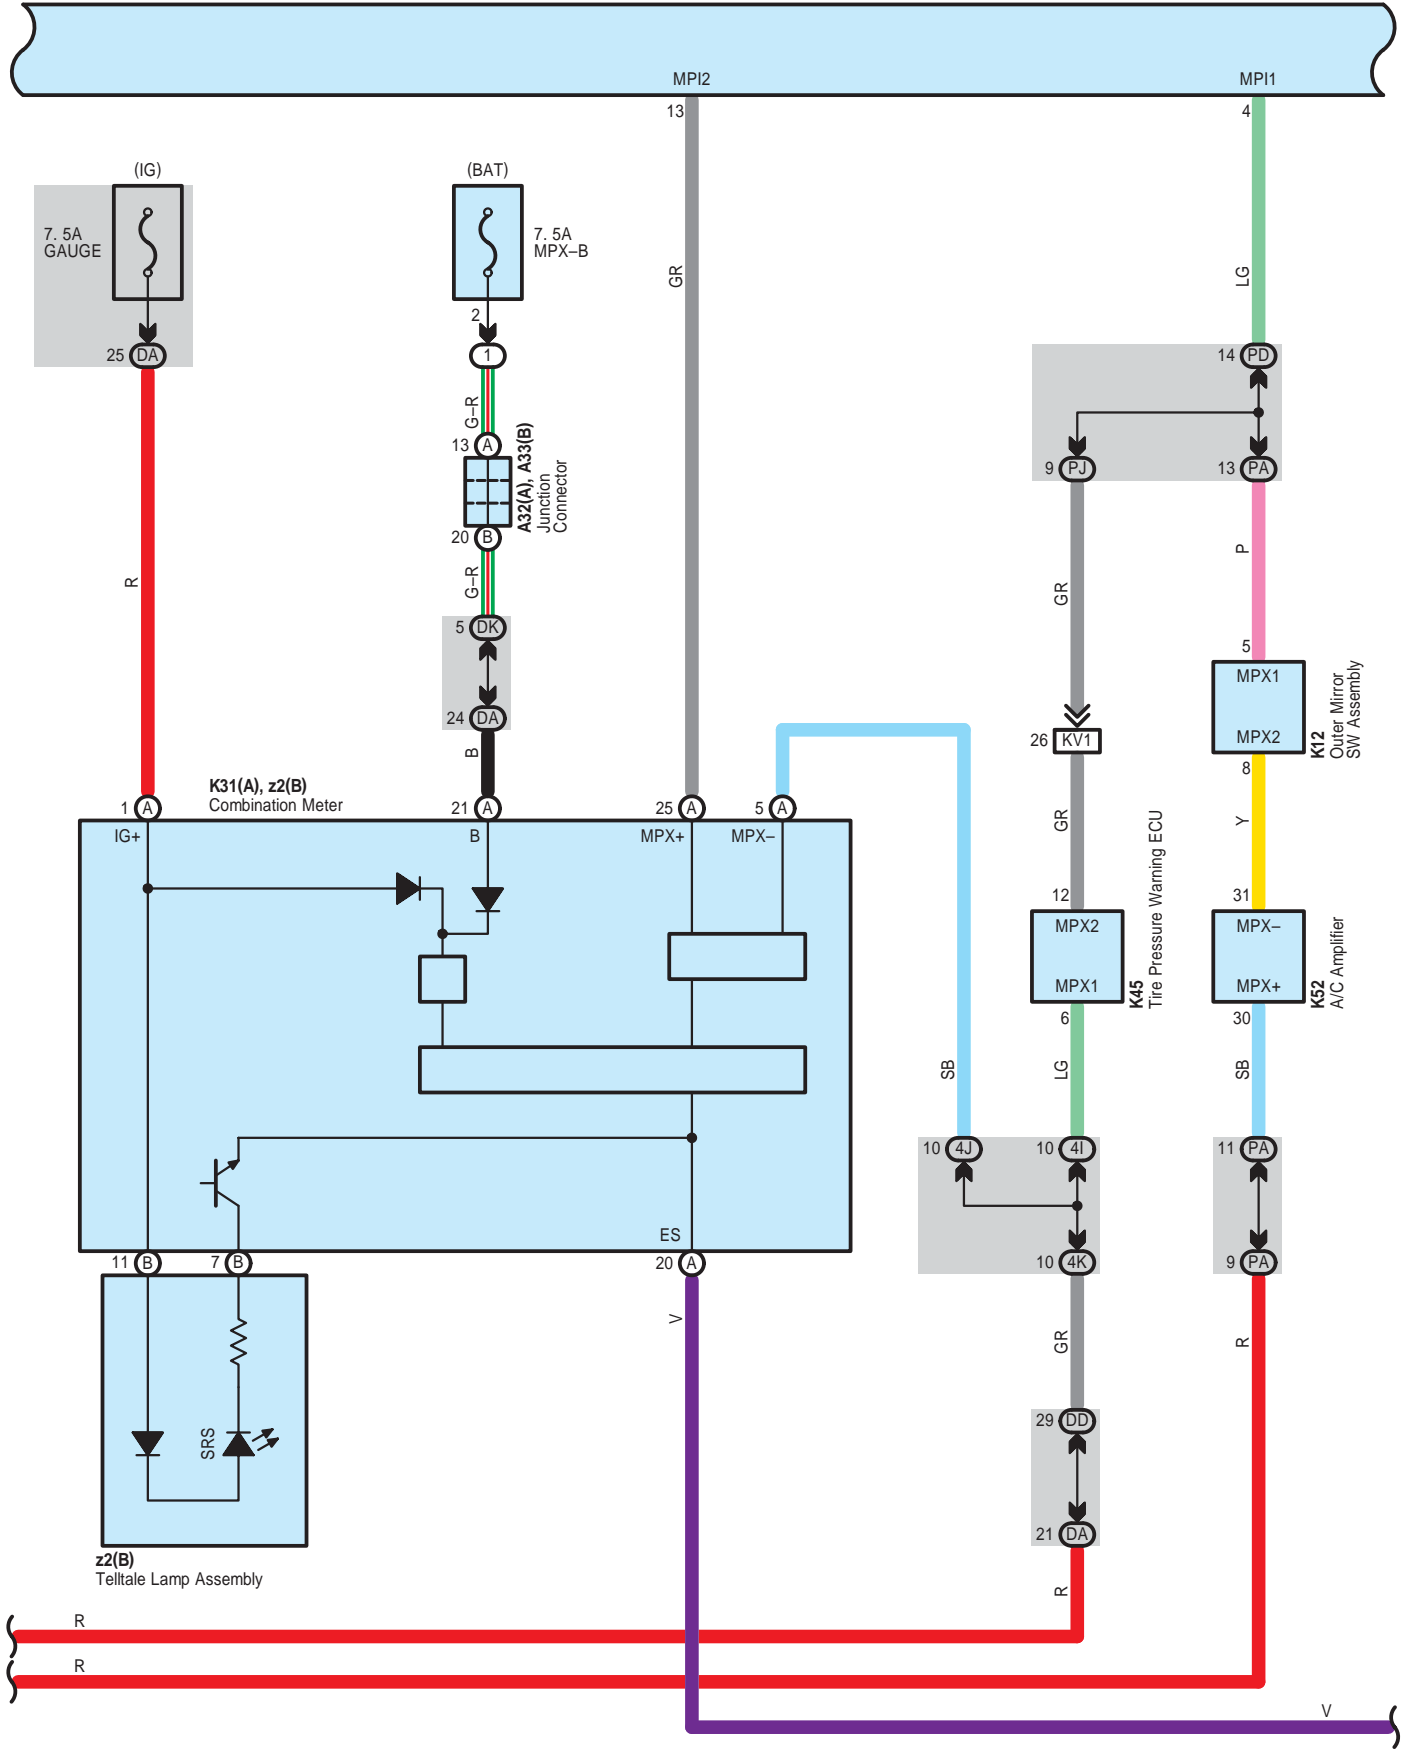 MPI2
MPI1
13
4
(IG)
(BAT)
7. 5A
GAUGE
7. 5A
MPX–B
GR
LG
2
25 DA
1
14 PD
G–R
13 A
A32(A), A33(B)
Junction
Connector
9 PJ
13 PA
20 B
R
G–R
GR
P
5 DK
5
MPX1
MPX2
K12
Outer Mirror
SW Assembly
24 DA
26 KV1
B
8
K31(A), z2(B)
Combination Meter
1 A
21 A
25 A
5 A
IG+
B
MPX+
MPX–
GR
Y
12
31
MPX2
MPX1
K45
Tire Pressure Warning ECU
MPX–
MPX+
K52
A/C Amplifier
6
30
SB
LG
SB
10 4J
10 4I
11 PA
ES
11 B
7 B
20 A
10 4K
9 PA
V
GR
R
SRS
29 DD
21 DA
z2(B)
Telltale Lamp Assembly
R
R
R
V